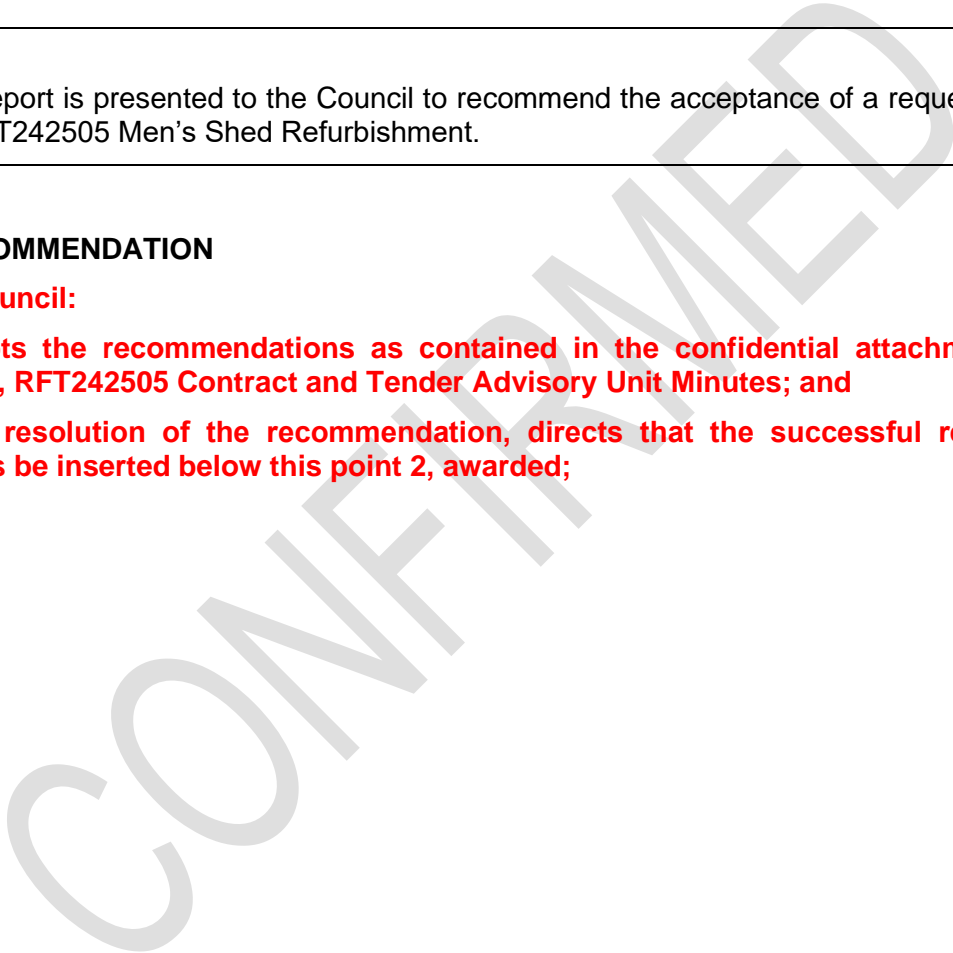 eport is presented to the Council to recommend the acceptance of a reque
T242505 Men's Shed Refurbishment.
OMMENDATION
uncil:
ts the recommendations as contained in the confidential attachm
, RFT242505 Contract and Tender Advisory Unit Minutes; and
resolution of the recommendation, directs that the successful re
s be inserted below this point 2, awarded;
CONFIRMED